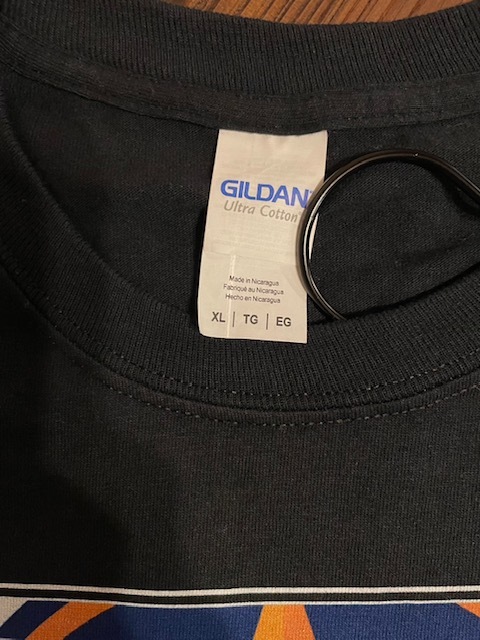 GILDAN
Ultra Cotton
Made in Nicaragua
Fabriqué au Nicaragua
Hecho en Nicaragua
XL | TG | EG